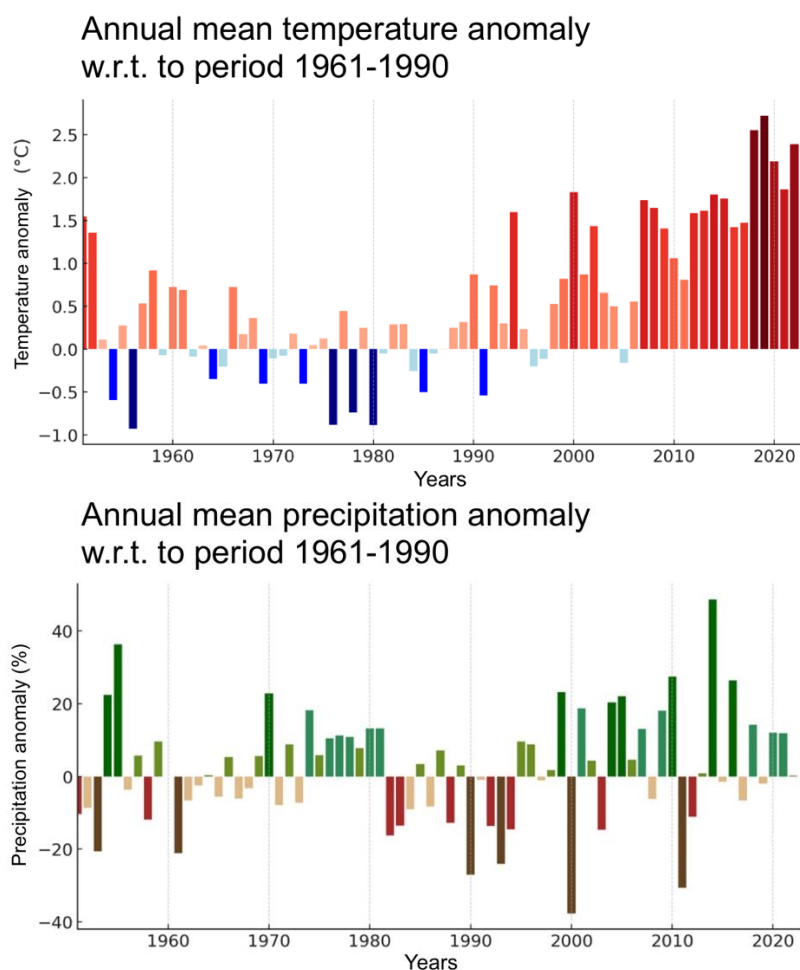 Annual mean temperature anomaly
w.r.t. to period 1961-1990
Temperature anomaly (°C)
2.5
2.0
1.5
1.0
0.5
0.0
−0.5
−1.0
1960 1970 1980 1990 2000 2010 2020
Years
Annual mean precipitation anomaly
w.r.t. to period 1961-1990
Precipitation anomaly (%)
40
20
0
−20
−40
1960 1970 1980 1990 2000 2010 2020
Years